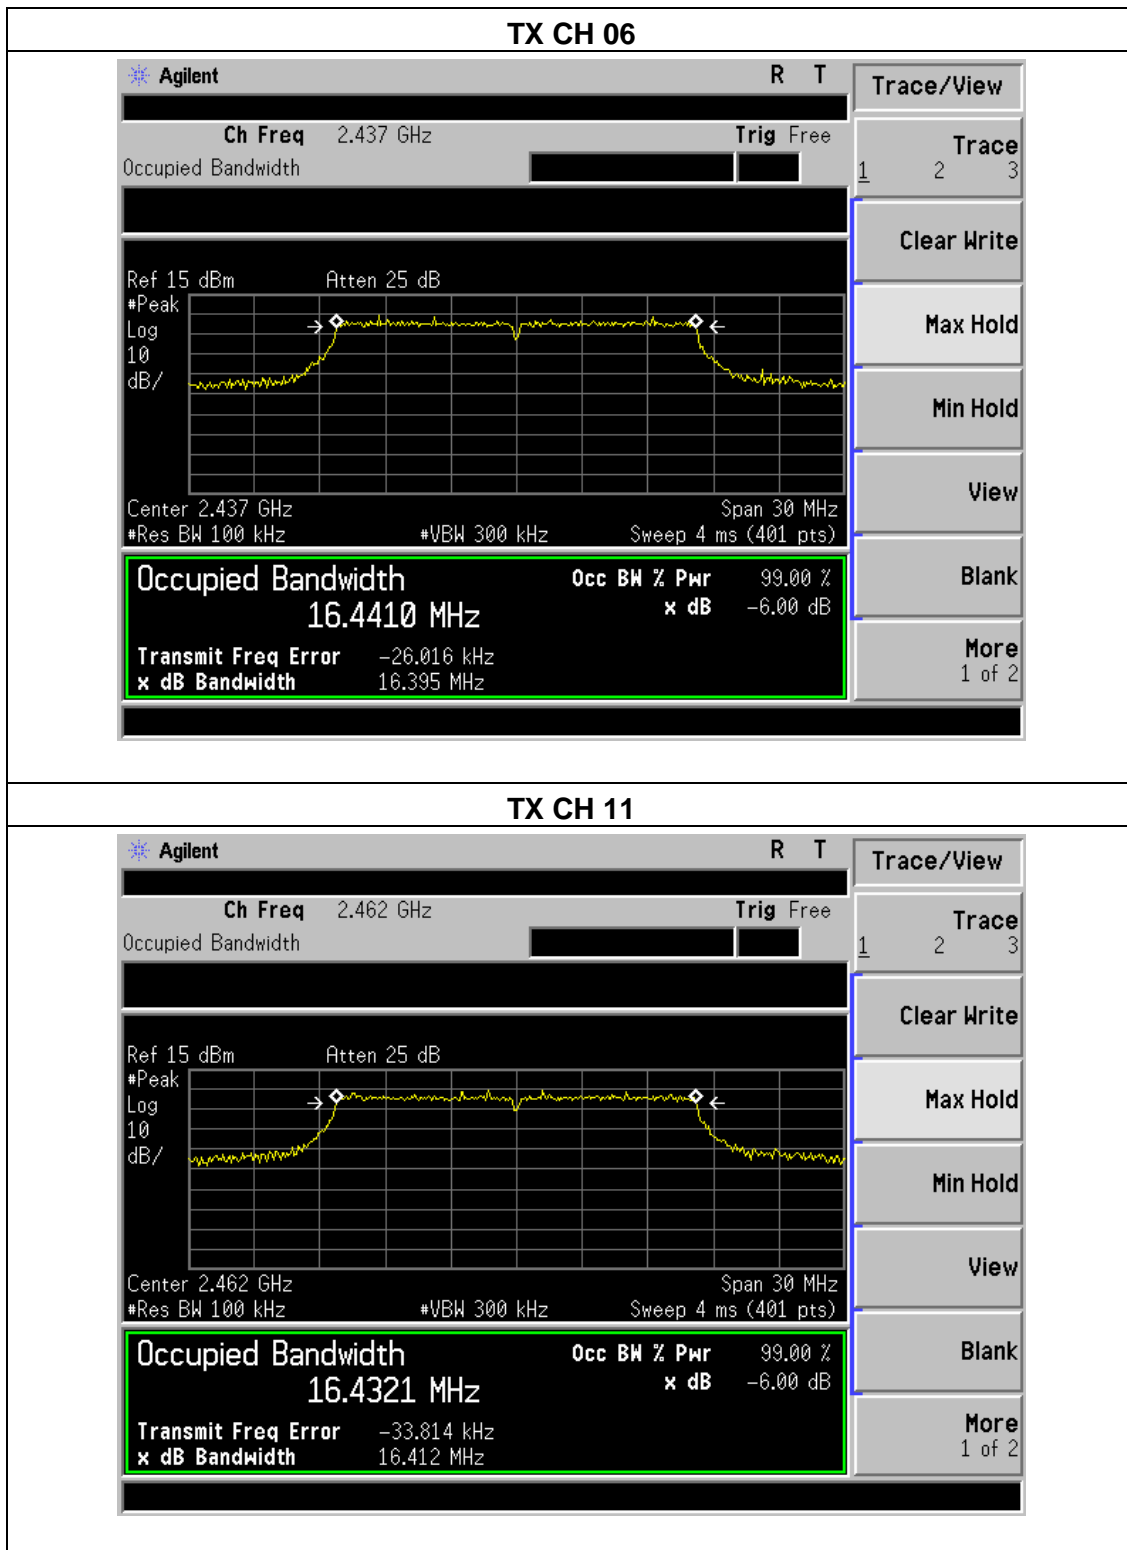 TX CH 06
Agilent R T
Trace/View
Ch Freq 2.437 GHz Trig Free
Occupied Bandwidth
Trace
1 2 3
Clear Write
Max Hold
Min Hold
View
Blank
More
1 of 2
Ref 15 dBm Atten 25 dB
#Peak
Log
10
dB/
Center 2.437 GHz Span 30 MHz
#Res BW 100 kHz #VBW 300 kHz Sweep 4 ms (401 pts)
Occupied Bandwidth Occ BW % Pwr 99.00 %
16.4410 MHz x dB -6.00 dB
Transmit Freq Error -26.016 kHz
x dB Bandwidth 16.395 MHz
TX CH 11
Agilent R T
Trace/View
Ch Freq 2.462 GHz Trig Free
Occupied Bandwidth
Trace
1 2 3
Clear Write
Max Hold
Min Hold
View
Blank
More
1 of 2
Ref 15 dBm Atten 25 dB
#Peak
Log
10
dB/
Center 2.462 GHz Span 30 MHz
#Res BW 100 kHz #VBW 300 kHz Sweep 4 ms (401 pts)
Occupied Bandwidth Occ BW % Pwr 99.00 %
16.4321 MHz x dB -6.00 dB
Transmit Freq Error -33.814 kHz
x dB Bandwidth 16.412 MHz